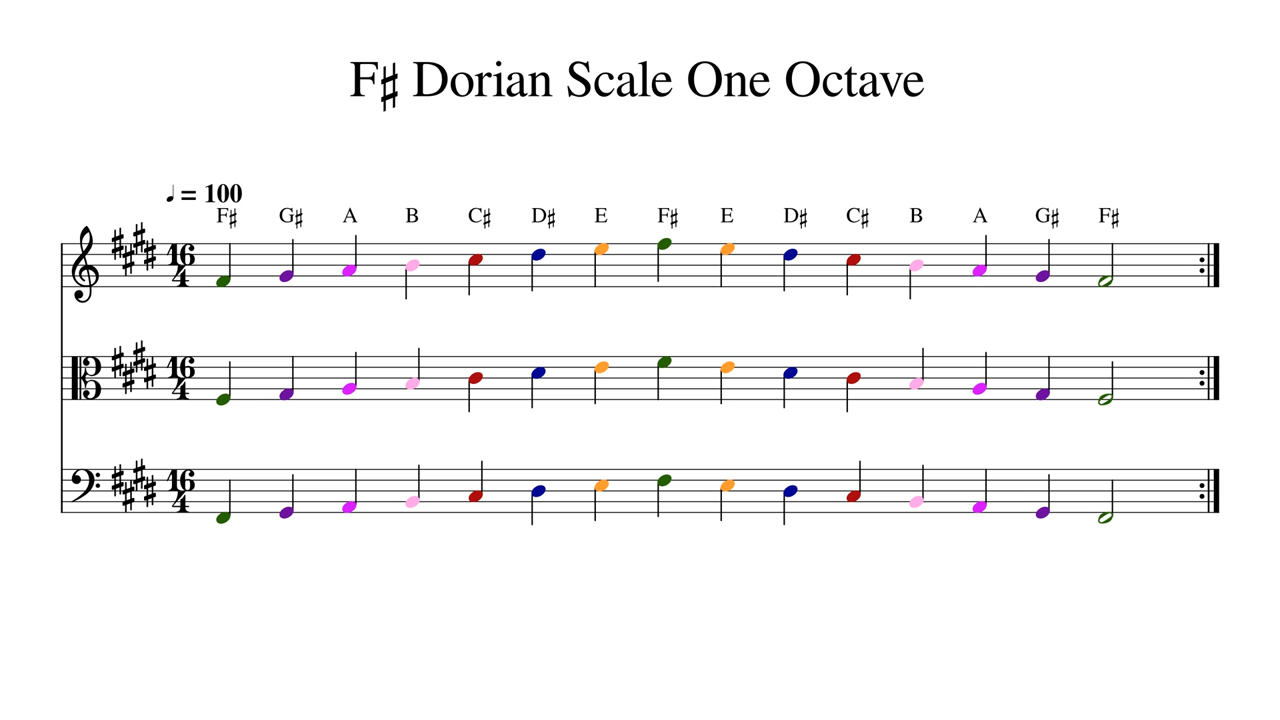 F♯ Dorian Scale One Octave
♩ = 100
F♯ G♯ A B C♯ D♯ E F♯ E D♯ C♯ B A G♯ F♯
16
4
16
4
16
4